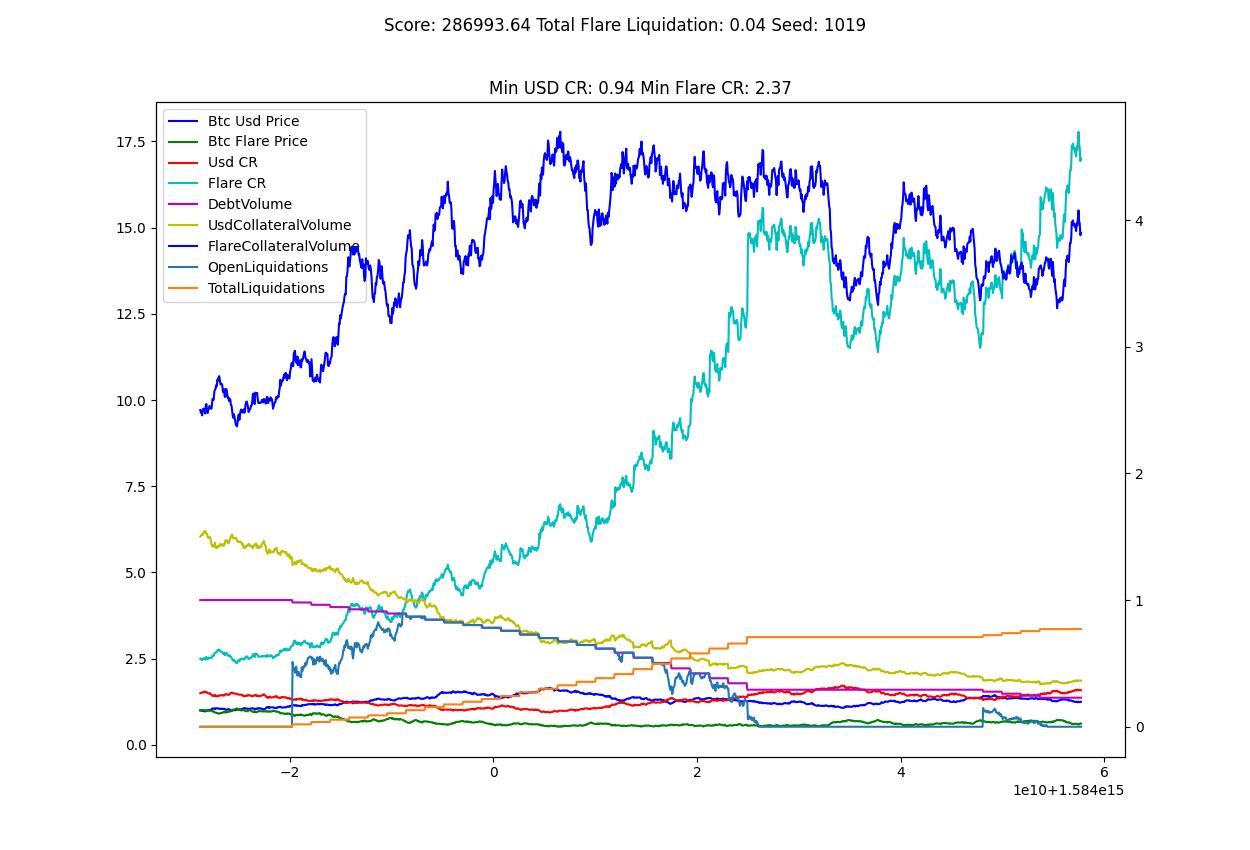 Score: 286993.64 Total Flare Liquidation: 0.04 Seed: 1019
Min USD CR: 0.94 Min Flare CR: 2.37
Btc Usd Price
Btc Flare Price
Usd CR
Flare CR
DebtVolume
UsdCollateralVolume
FlareCollateralVolume
OpenLiquidations
TotalLiquidations
17.5
15.0
12.5
10.0
7.5
5.0
2.5
0.0
4
3
2
1
0
−2
0
2
4
6
1e10+1.584e15